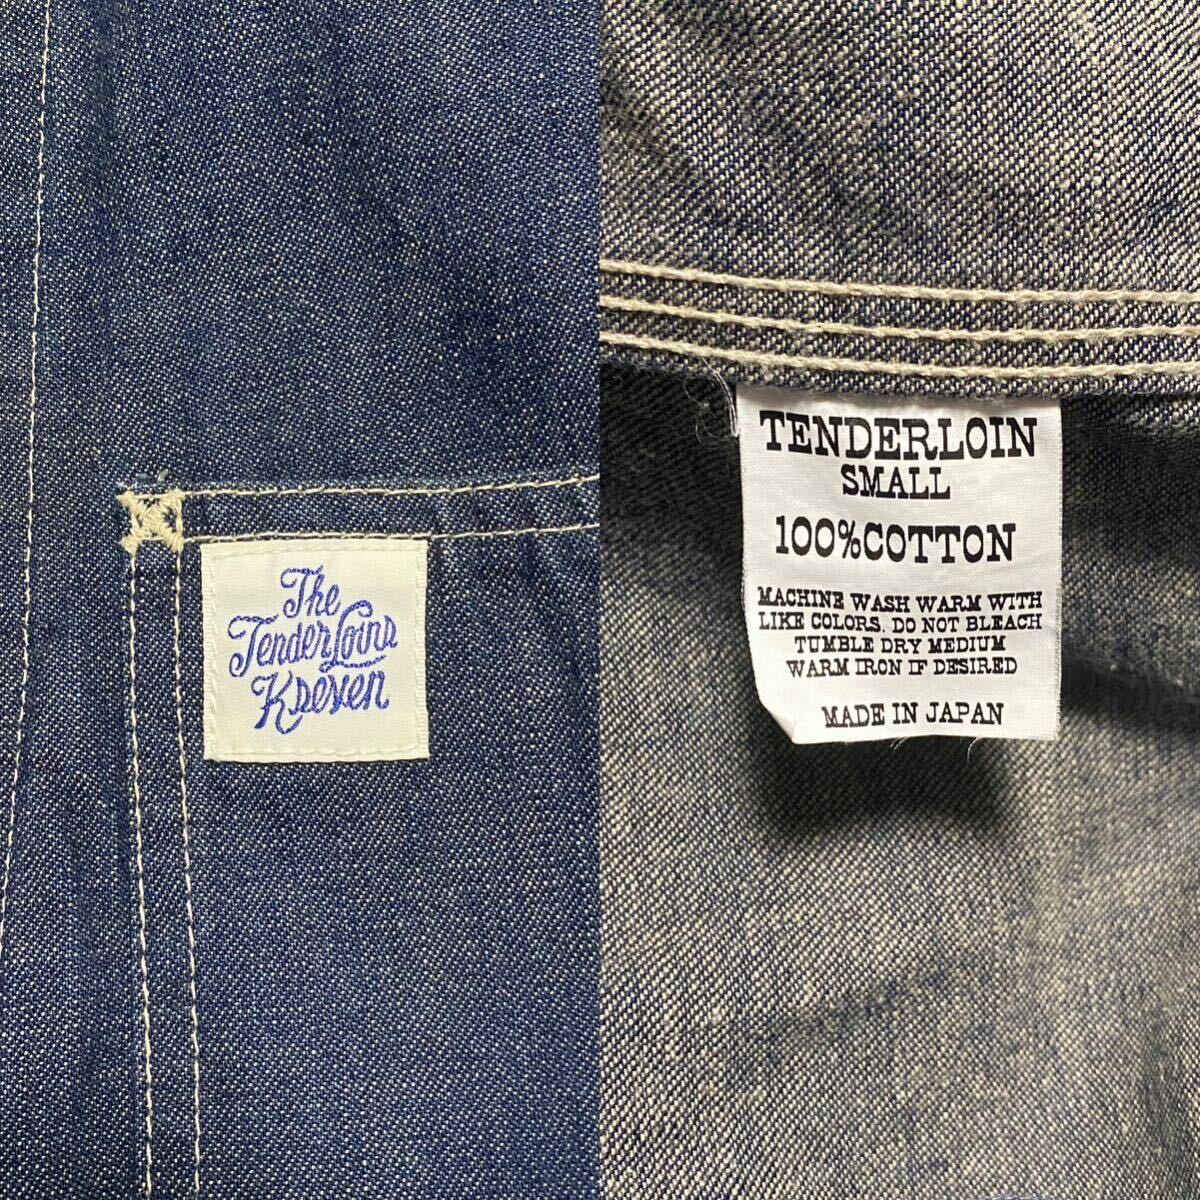 The
TenderLoins
Kseven
TENDERLOIN
SMALL
100%COTTON
MACHINE WASH WARM WITH
LIKE COLORS, DO NOT BLEACH
TUMBLE DRY MEDIUM
WARM IRON IF DESIRED
MADE IN JAPAN